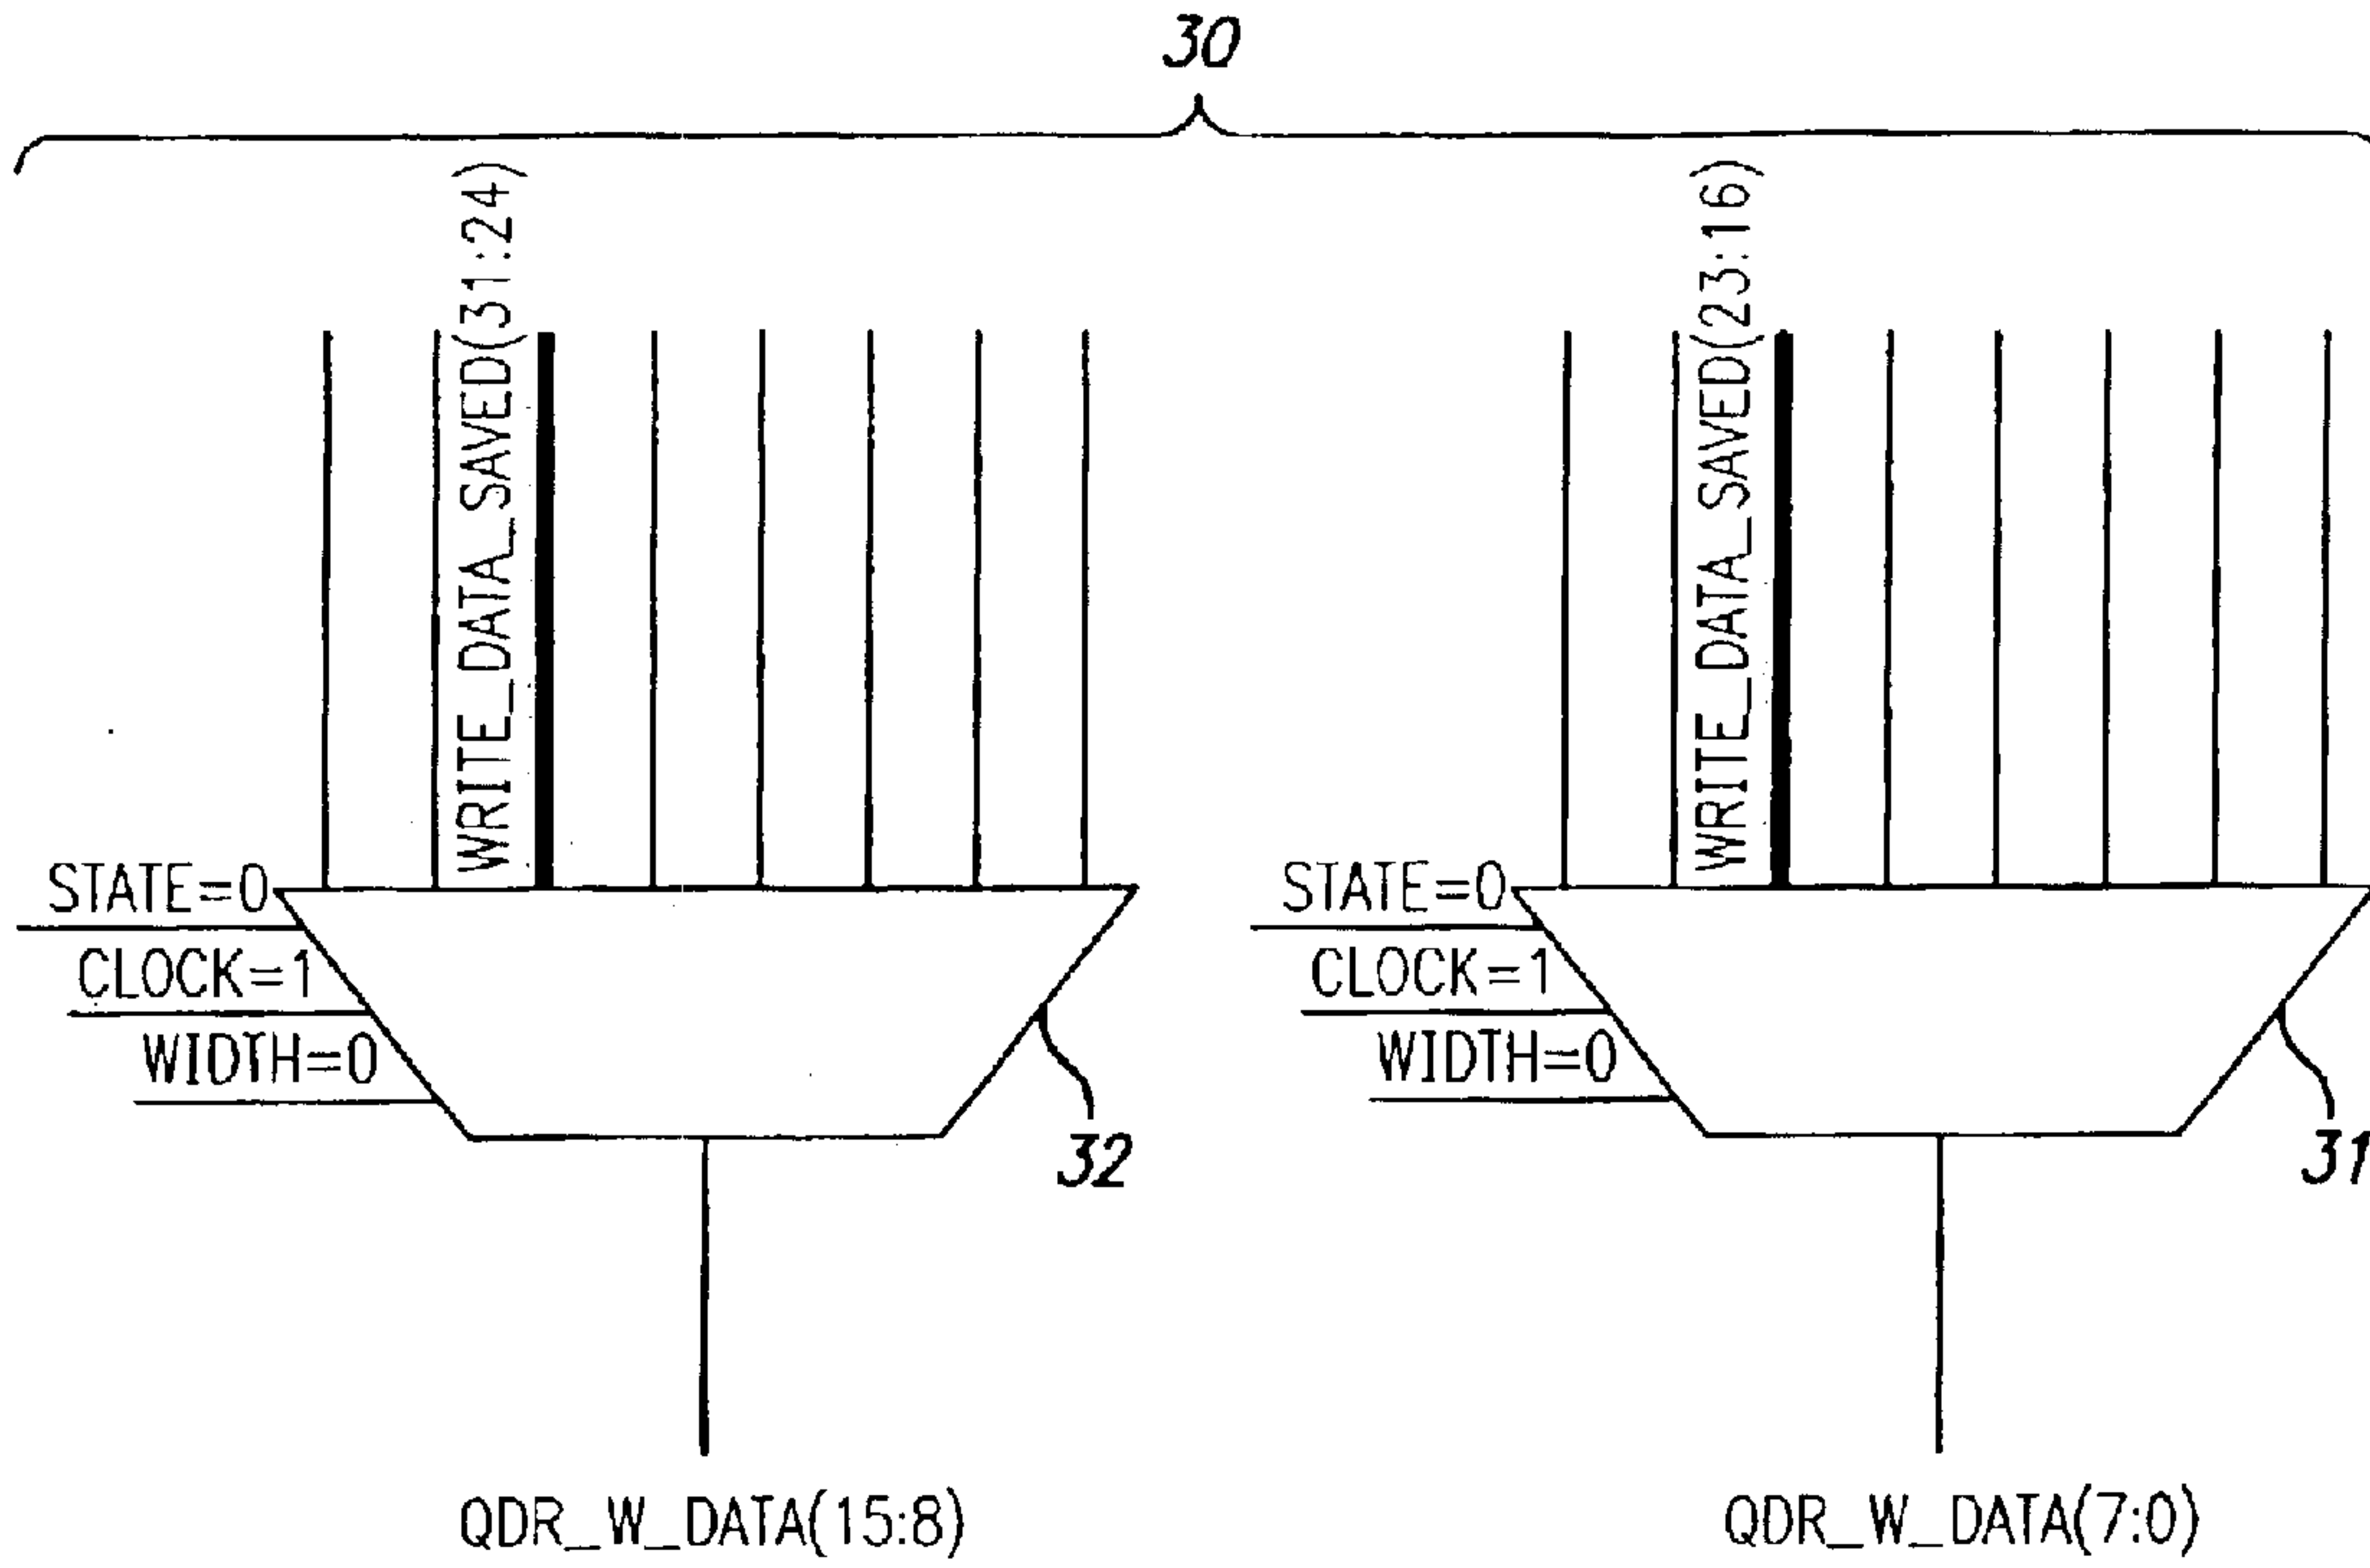 30
WRITE_DATA_SAVED(31:24)
WRITE_DATA_SAVED(23:16)
STATE=0
CLOCK=1
WIDTH=0
32
STATE=0
CLOCK=1
WIDTH=0
31
QDR_W_DATA(15:8)
QDR_W_DATA(7:0)